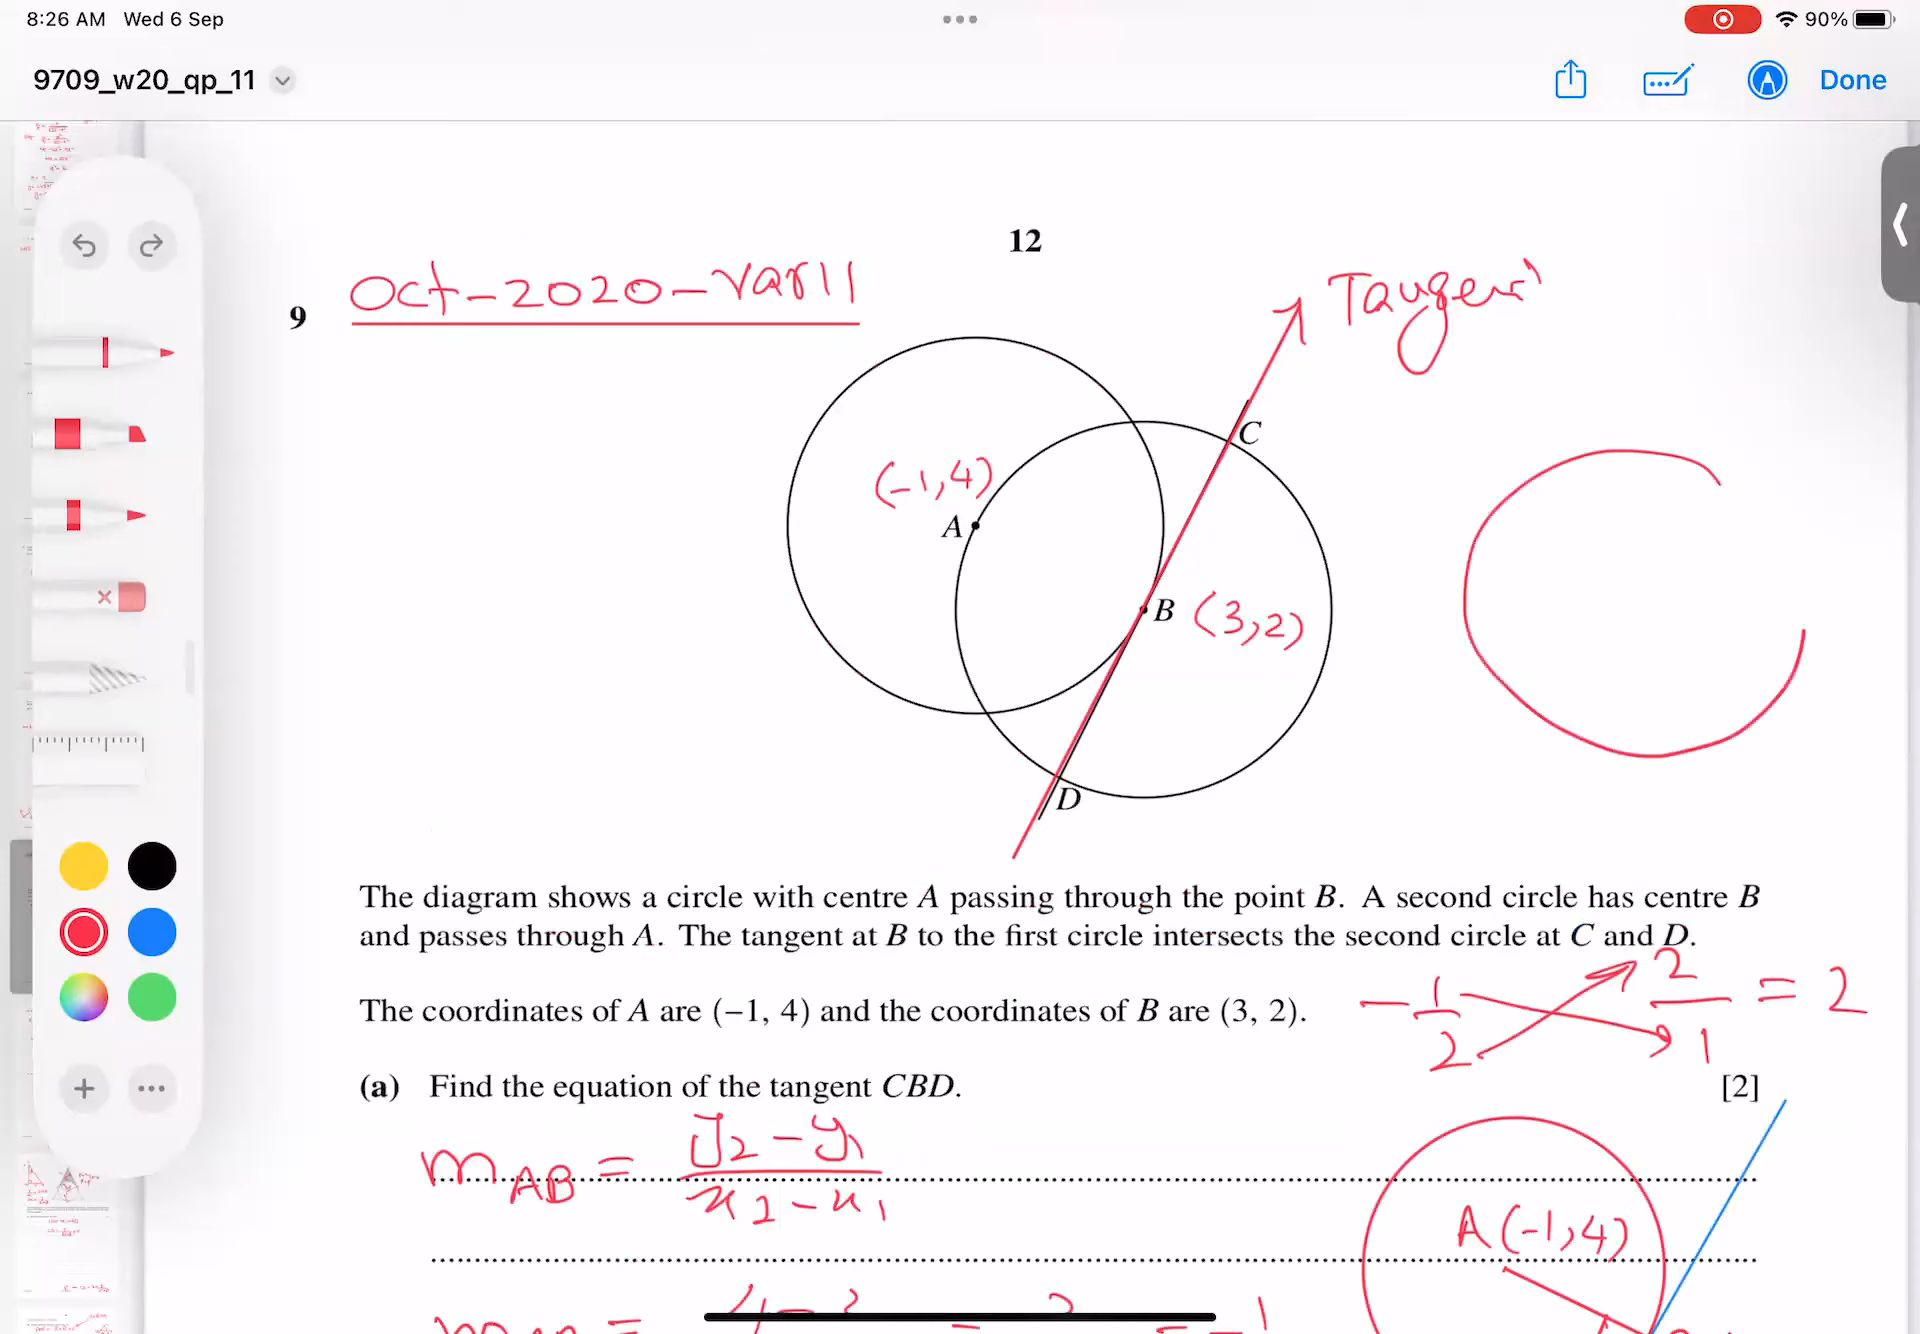 8:26 AM Wed 6 Sep
90%
9709_w20_qp_11
Done
12
9
Oct-2020-Var11
Tangent
C
(-1,4)
A
B (3,2)
D
The diagram shows a circle with centre A passing through the point B. A second circle has centre B
and passes through A. The tangent at B to the first circle intersects the second circle at C and D.
The coordinates of A are (−1, 4) and the coordinates of B are (3, 2).
-1/2 2/1 = 2
(a) Find the equation of the tangent CBD. [2]
m AB = y2 - y1
x2 - x1
A(-1,4)